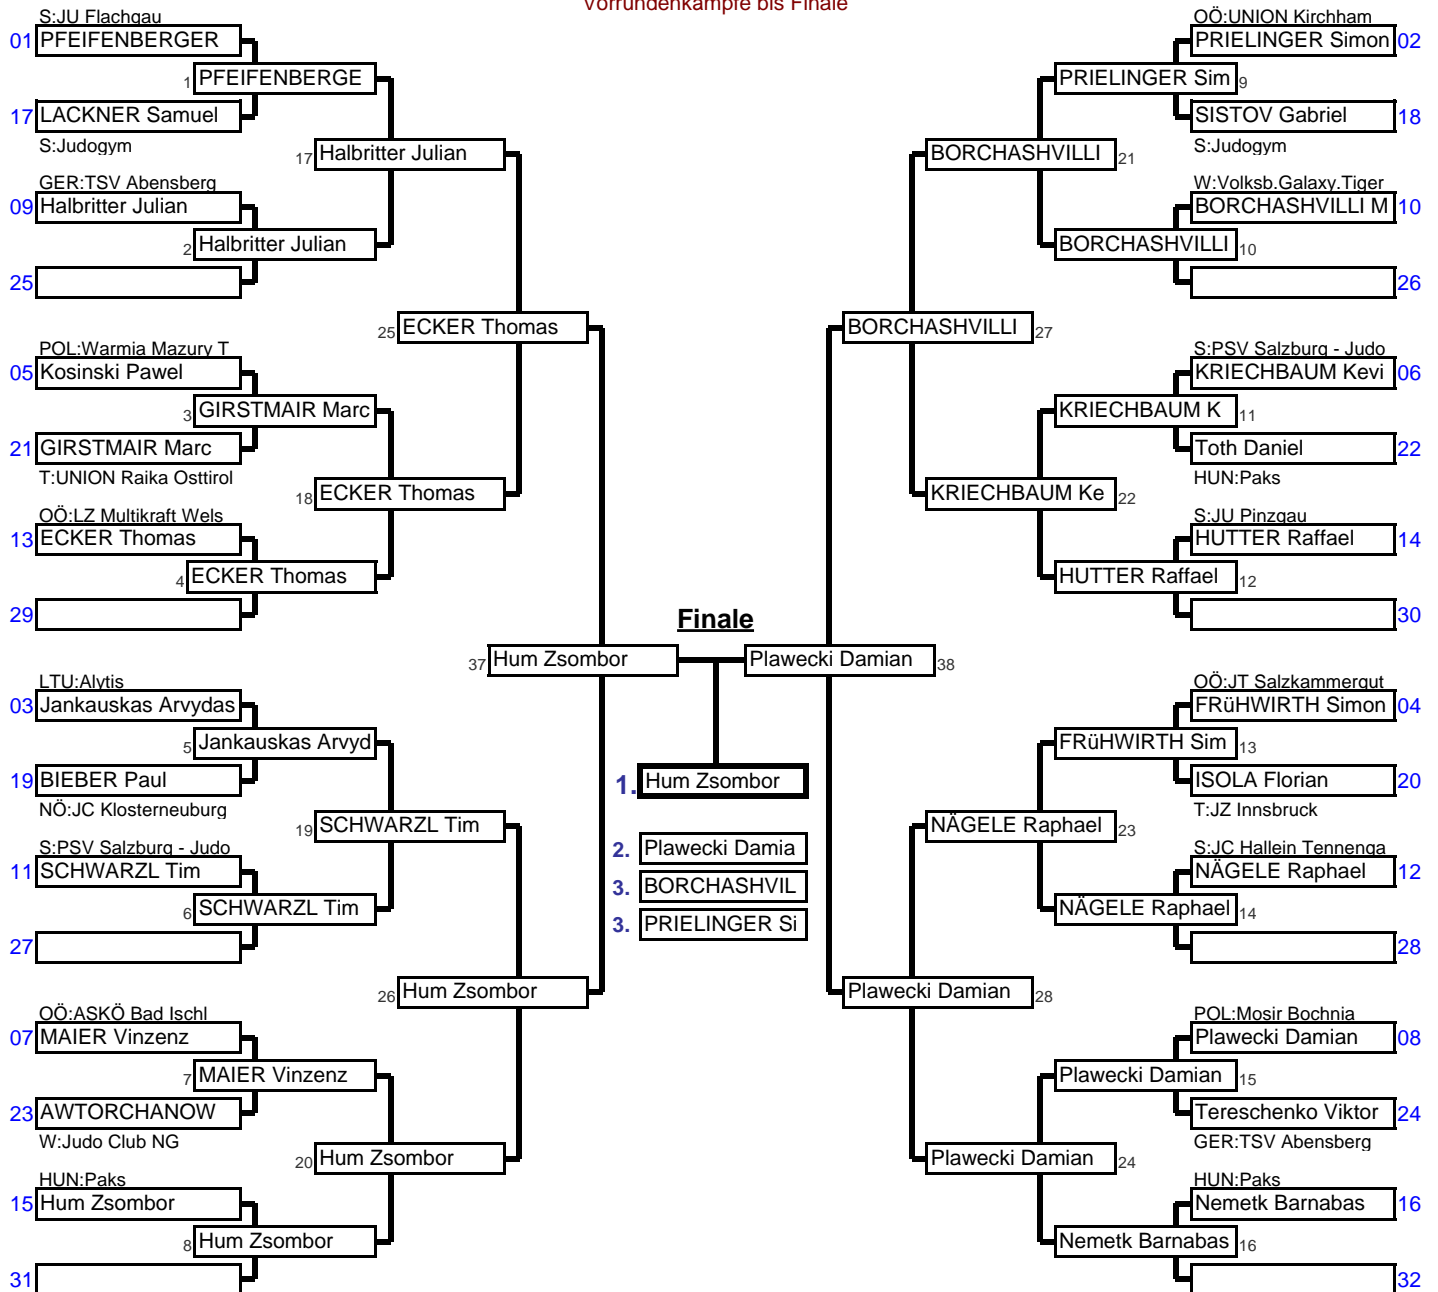 Vorrundenkämpfe bis Finale
S:JU Flachgau
01 PFEIFENBERGER
1 PFEIFENBERGE
17 LACKNER Samuel
S:Judogym
17 Halbritter Julian
GER:TSV Abensberg
09 Halbritter Julian
2 Halbritter Julian
25
25 ECKER Thomas
POL:Warmia Mazury T
05 Kosinski Pawel
3 GIRSTMAIR Marc
21 GIRSTMAIR Marc
T:UNION Raika Osttirol
18 ECKER Thomas
OÖ:LZ Multikraft Wels
13 ECKER Thomas
4 ECKER Thomas
29
37 Hum Zsombor
LTU:Alytis
03 Jankauskas Arvydas
5 Jankauskas Arvyd
19 BIEBER Paul
NÖ:JC Klosterneuburg
19 SCHWARZL Tim
S:PSV Salzburg - Judo
11 SCHWARZL Tim
6 SCHWARZL Tim
27
26 Hum Zsombor
OÖ:ASKÖ Bad Ischl
07 MAIER Vinzenz
7 MAIER Vinzenz
23 AWTORCHANOW
W:Judo Club NG
20 Hum Zsombor
HUN:Paks
15 Hum Zsombor
8 Hum Zsombor
31
Finale
1. Hum Zsombor
2. Plawecki Damia
3. BORCHASHVIL
3. PRIELINGER Si
OÖ:UNION Kirchham
PRIELINGER Simon 02
PRIELINGER Sim 9
SISTOV Gabriel 18
S:Judogym
BORCHASHVILLI 21
W:Volksb.Galaxy.Tiger
BORCHASHVILLI M 10
BORCHASHVILLI 10
26
BORCHASHVILLI 27
S:PSV Salzburg - Judo
KRIECHBAUM Kevi 06
KRIECHBAUM K 11
Toth Daniel 22
HUN:Paks
KRIECHBAUM Ke 22
S:JU Pinzgau
HUTTER Raffael 14
HUTTER Raffael 12
30
Plawecki Damian 38
OÖ:JT Salzkammergut
FRüHWIRTH Simon 04
FRüHWIRTH Sim 13
ISOLA Florian 20
T:JZ Innsbruck
NÄGELE Raphael 23
S:JC Hallein Tennenga
NÄGELE Raphael 12
NÄGELE Raphael 14
28
Plawecki Damian 28
POL:Mosir Bochnia
Plawecki Damian 08
Plawecki Damian 15
Tereschenko Viktor 24
GER:TSV Abensberg
Plawecki Damian 24
HUN:Paks
Nemetk Barnabas 16
Nemetk Barnabas 16
32